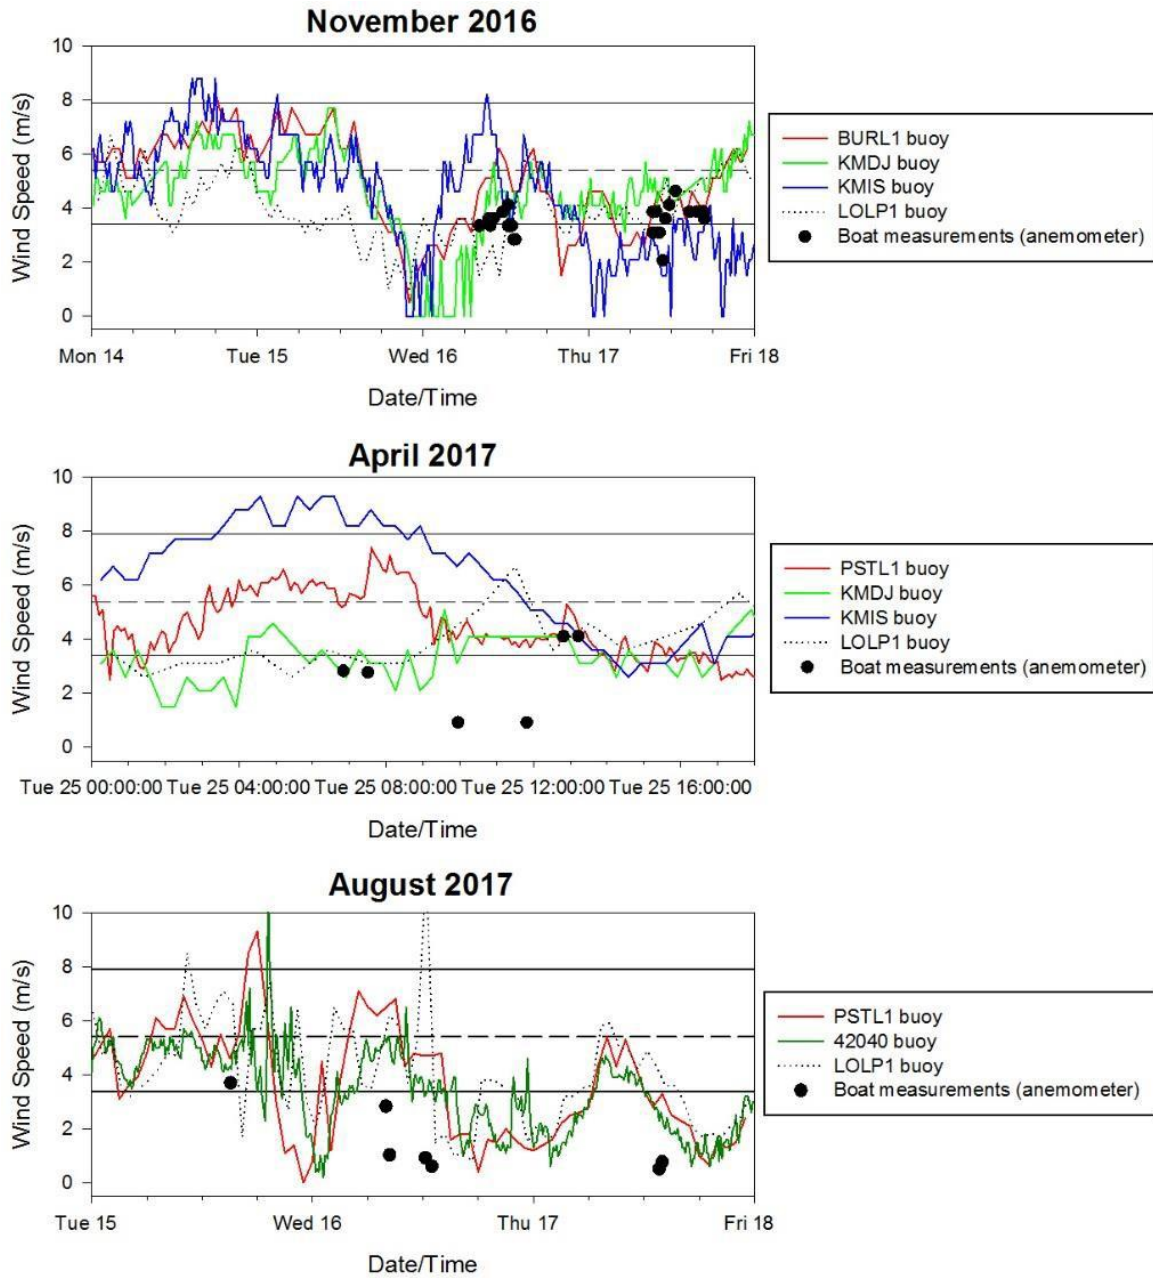 November 2016
Wind Speed (m/s)
10
8
6
4
2
0
Mon 14 Tue 15 Wed 16 Thu 17 Fri 18
Date/Time
BURL1 buoy
KMDJ buoy
KMIS buoy
LOLP1 buoy
Boat measurements (anemometer)
April 2017
Wind Speed (m/s)
10
8
6
4
2
0
Tue 25 00:00:00 Tue 25 04:00:00 Tue 25 08:00:00 Tue 25 12:00:00 Tue 25 16:00:00
Date/Time
PSTL1 buoy
KMDJ buoy
KMIS buoy
LOLP1 buoy
Boat measurements (anemometer)
August 2017
Wind Speed (m/s)
10
8
6
4
2
0
Tue 15 Wed 16 Thu 17 Fri 18
Date/Time
PSTL1 buoy
42040 buoy
LOLP1 buoy
Boat measurements (anemometer)